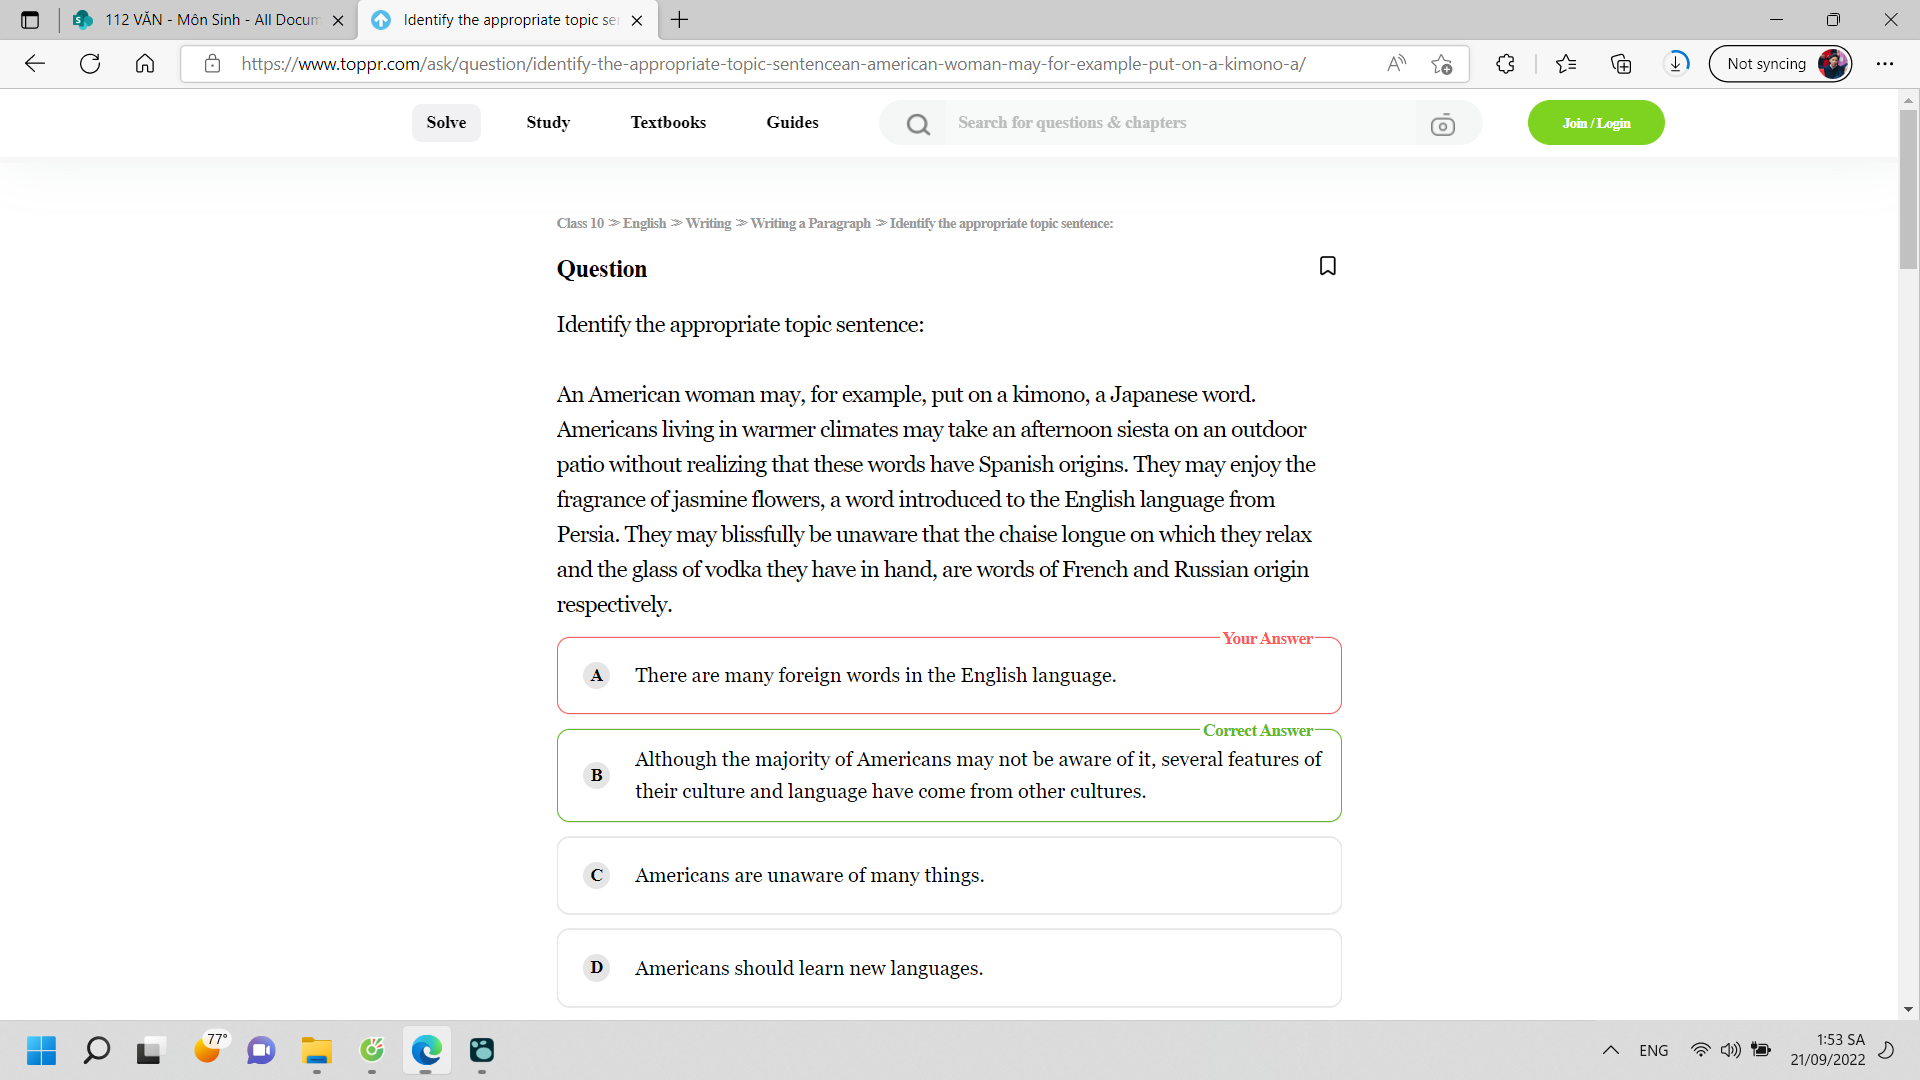 112 VĂN - Môn Sinh - All Docum
Identify the appropriate topic se
https://www.toppr.com/ask/question/identify-the-appropriate-topic-sentencean-american-woman-may-for-example-put-on-a-kimono-a/
Not syncing
Solve Study Textbooks Guides
Search for questions & chapters
Join / Login
Class 10 >> English >> Writing >> Writing a Paragraph >> Identify the appropriate topic sentence:
Question
Identify the appropriate topic sentence:
An American woman may, for example, put on a kimono, a Japanese word.
Americans living in warmer climates may take an afternoon siesta on an outdoor
patio without realizing that these words have Spanish origins. They may enjoy the
fragrance of jasmine flowers, a word introduced to the English language from
Persia. They may blissfully be unaware that the chaise longue on which they relax
and the glass of vodka they have in hand, are words of French and Russian origin
respectively.
Your Answer
A There are many foreign words in the English language.
Correct Answer
B Although the majority of Americans may not be aware of it, several features of
their culture and language have come from other cultures.
C Americans are unaware of many things.
D Americans should learn new languages.
77°
ENG
1:53 SA
21/09/2022